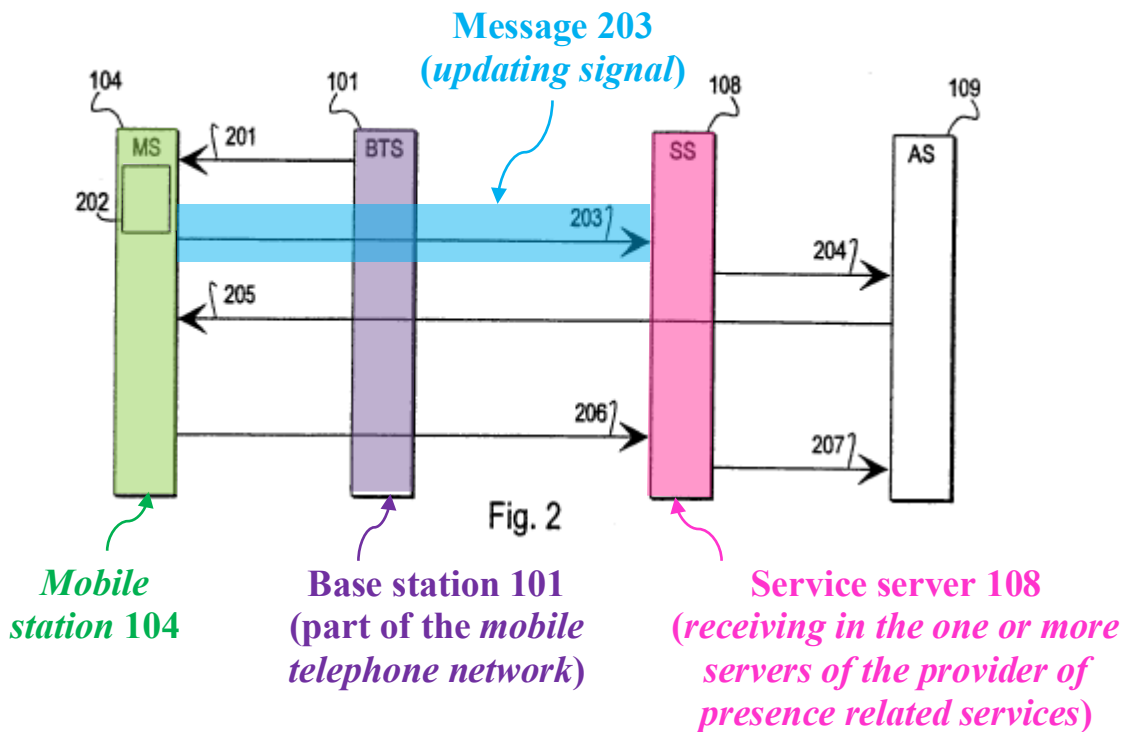 Message 203
(updating signal)
104
101
108
109
MS
201
BTS
SS
AS
202
203
204
205
206
207
Fig. 2
Mobile
station 104
Base station 101
(part of the mobile
telephone network)
Service server 108
(receiving in the one or more
servers of the provider of
presence related services)